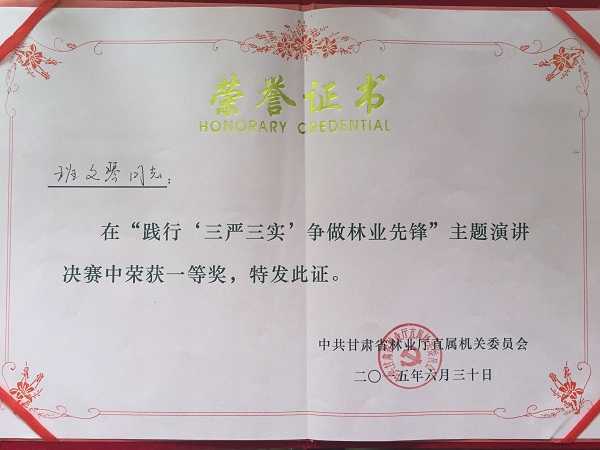 荣誉证书
HONORARY CREDENTIAL
班文琴同志：
在“践行‘三严三实’争做林业先锋”主题演讲
决赛中荣获一等奖，特发此证。
中共甘肃省林业厅直属机关委员会
二〇一五年六月三十日